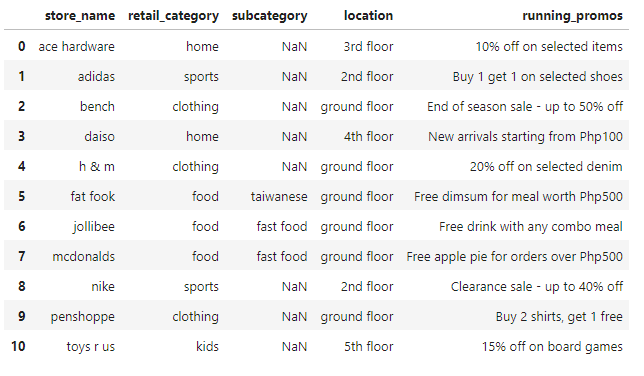 store_name retail_category subcategory location running_promos
0 ace hardware home NaN 3rd floor 10% off on selected items
1 adidas sports NaN 2nd floor Buy 1 get 1 on selected shoes
2 bench clothing NaN ground floor End of season sale - up to 50% off
3 daiso home NaN 4th floor New arrivals starting from Php100
4 h & m clothing NaN ground floor 20% off on selected denim
5 fat fook food taiwanese ground floor Free dimsum for meal worth Php500
6 jollibee food fast food ground floor Free drink with any combo meal
7 mcdonalds food fast food ground floor Free apple pie for orders over Php500
8 nike sports NaN 2nd floor Clearance sale - up to 40% off
9 penshoppe clothing NaN ground floor Buy 2 shirts, get 1 free
10 toys r us kids NaN 5th floor 15% off on board games